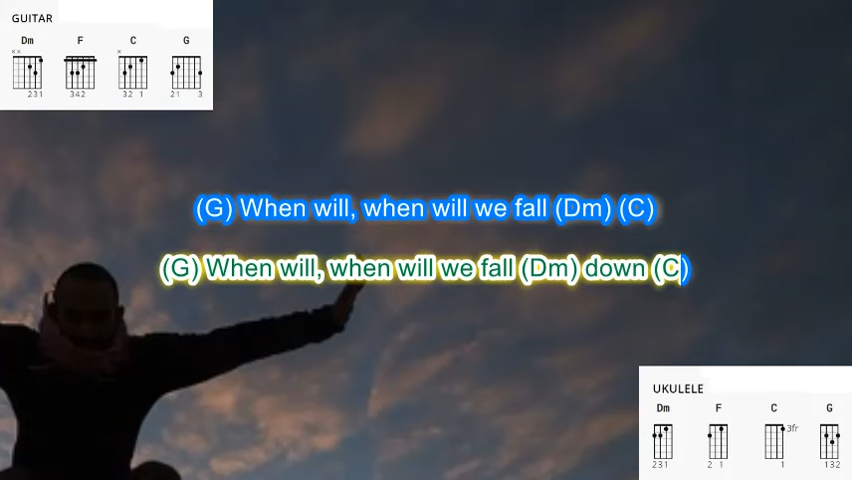 GUITAR
Dm F C G
xx x
231 342 32 1 21 3
(G) When will, when will we fall (Dm) (C)
(G) When will, when will we fall (Dm) down (C)
UKULELE
Dm F C G
3fr
231 2 1 1 132